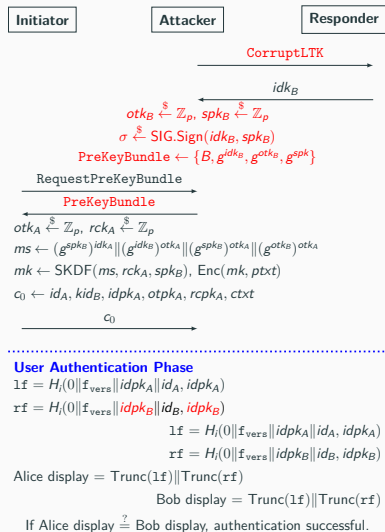 Initiator Attacker Responder
CorruptLTK
idk_B
otk_B ←$ ℤ_p, spk_B ←$ ℤ_p
σ ←$ SIG.Sign(idk_B, spk_B)
PreKeyBundle ← {B, g^{idk_B}, g^{otk_B}, g^{spk}}
RequestPreKeyBundle
PreKeyBundle
otk_A ←$ ℤ_p, rck_A ←$ ℤ_p
ms ← (g^{spk_B})^{idk_A}‖(g^{idk_B})^{otk_A}‖(g^{spk_B})^{otk_A}‖(g^{otk_B})^{otk_A}
mk ← SKDF(ms, rck_A, spk_B), Enc(mk, ptxt)
c_0 ← id_A, kid_B, idpk_A, otpk_A, rcpk_A, ctxt
c_0
User Authentication Phase
lf = H_i(0‖f_vers‖idpk_A‖id_A, idpk_A)
rf = H_i(0‖f_vers‖idpk_B‖id_B, idpk_B)
lf = H_i(0‖f_vers‖idpk_A‖id_A, idpk_A)
rf = H_i(0‖f_vers‖idpk_B‖id_B, idpk_B)
Alice display = Trunc(lf)‖Trunc(rf)
Bob display = Trunc(lf)‖Trunc(rf)
If Alice display ≟ Bob display, authentication successful.